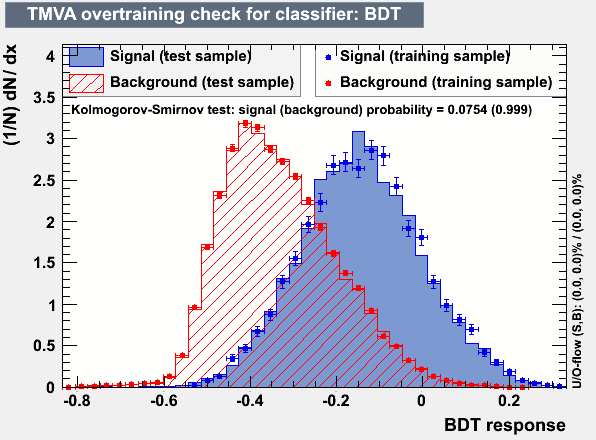 TMVA overtraining check for classifier: BDT
(1/N) dN / dx
Signal (test sample)
Background (test sample)
Signal (training sample)
Background (training sample)
Kolmogorov-Smirnov test: signal (background) probability = 0.0754 (0.999)
4
3.5
3
2.5
2
1.5
1
0.5
0
-0.8 -0.6 -0.4 -0.2 0 0.2
BDT response
U/O-flow (S,B): (0.0, 0.0)% / (0.0, 0.0)%